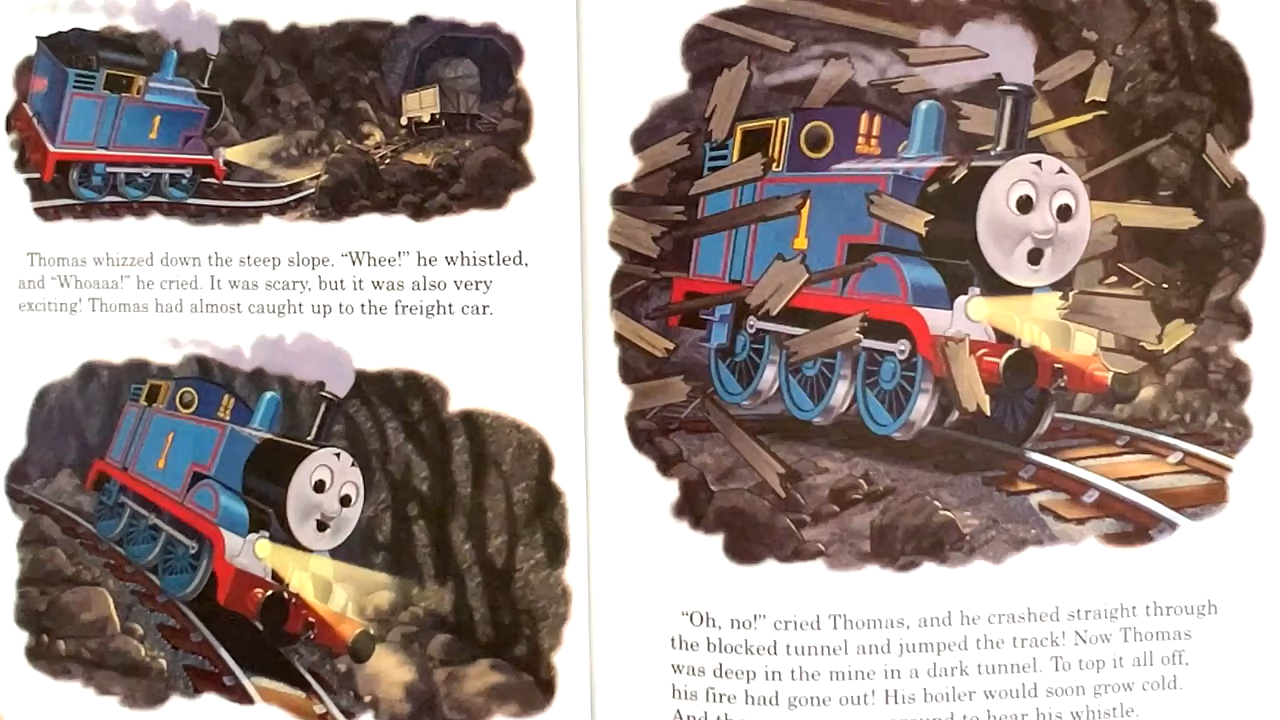 1
Thomas whizzed down the steep slope. “Whee!” he whistled,
and “Whoaaa!” he cried. It was scary, but it was also very
exciting! Thomas had almost caught up to the freight car.
1
1
“Oh, no!” cried Thomas, and he crashed straight through
the blocked tunnel and jumped the track! Now Thomas
was deep in the mine in a dark tunnel. To top it all off,
his fire had gone out! His boiler would soon grow cold.
And to hear his whistle.